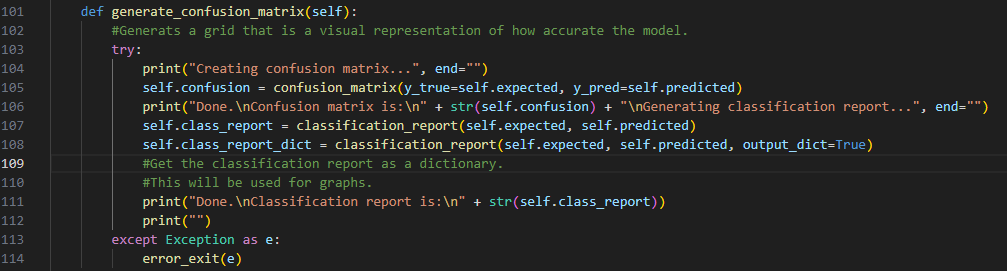 101 def generate_confusion_matrix(self):
102 #Generats a grid that is a visual representation of how accurate the model.
103 try:
104 print("Creating confusion matrix...", end="")
105 self.confusion = confusion_matrix(y_true=self.expected, y_pred=self.predicted)
106 print("Done.\nConfusion matrix is:\n" + str(self.confusion) + "\nGenerating classification report...", end="")
107 self.class_report = classification_report(self.expected, self.predicted)
108 self.class_report_dict = classification_report(self.expected, self.predicted, output_dict=True)
109 #Get the classification report as a dictionary.
110 #This will be used for graphs.
111 print("Done.\nClassification report is:\n" + str(self.class_report))
112 print("")
113 except Exception as e:
114 error_exit(e)